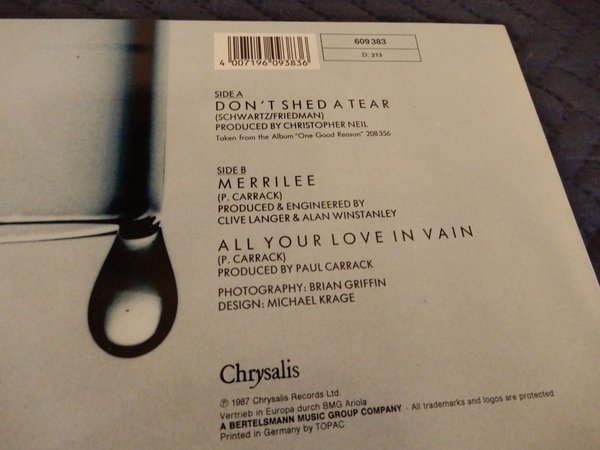 4 007196 093836
609 383
D: 213
SIDE A
DON'T SHED A TEAR
(SCHWARTZ/FRIEDMAN)
PRODUCED BY CHRISTOPHER NEIL
Taken from the Album "One Good Reason" 208 356
SIDE B
MERRILEE
(P. CARRACK)
PRODUCED & ENGINEERED BY
CLIVE LANGER & ALAN WINSTANLEY
ALL YOUR LOVE IN VAIN
(P. CARRACK)
PRODUCED BY PAUL CARRACK
PHOTOGRAPHY: BRIAN GRIFFIN
DESIGN: MICHAEL KRAGE
Chrysalis
℗ 1987 Chrysalis Records Ltd.
Vertrieb in Europa durch BMG Ariola
A BERTELSMANN MUSIC GROUP COMPANY - All trademarks and logos are protected
Printed in Germany by TOPAC